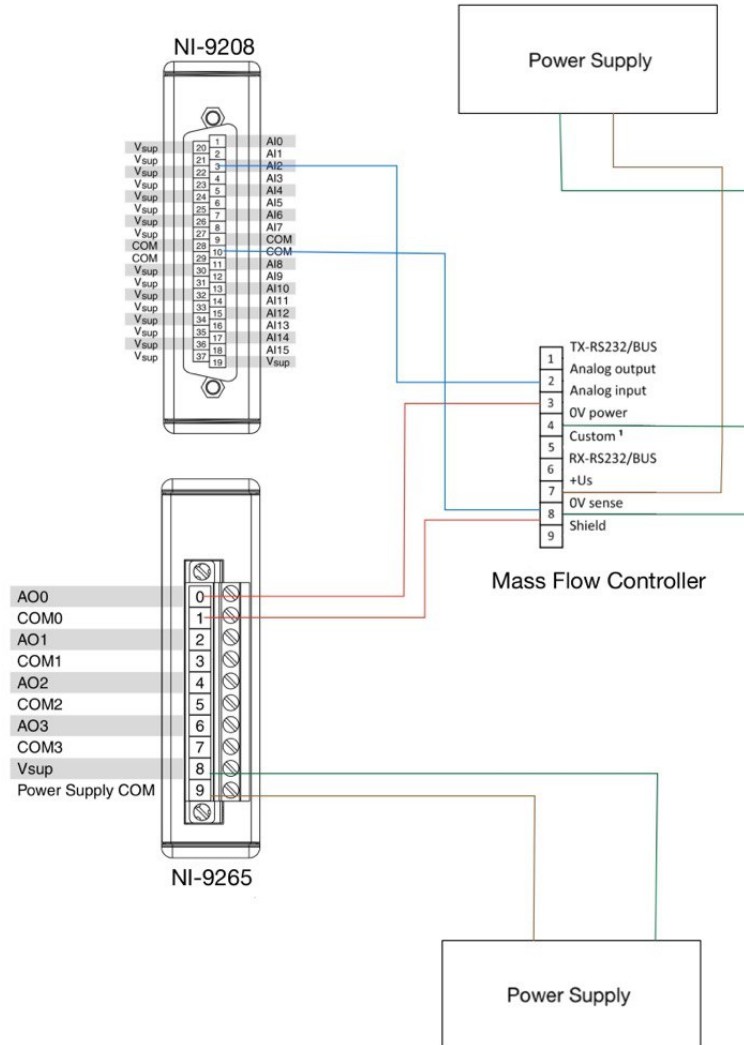 Power Supply
NI-9208
1 AI0
Vsup 20
2 AI1
Vsup 21
3 AI2
Vsup 22
4 AI3
Vsup 23
5 AI4
Vsup 24
6 AI5
Vsup 25
7 AI6
Vsup 26
8 AI7
Vsup 27
9 COM
COM 28
10 COM
COM 29
11 AI8
Vsup 30
12 AI9
Vsup 31
13 AI10
Vsup 32
14 AI11
Vsup 33
15 AI12
Vsup 34
16 AI13
Vsup 35
17 AI14
Vsup 36
18 AI15
Vsup 37
19 Vsup
1 TX-RS232/BUS
2 Analog output
3 Analog input
4 0V power
5 Custom ¹
6 RX-RS232/BUS
7 +Us
8 0V sense
9 Shield
Mass Flow Controller
AO0 0
COM0 1
AO1 2
COM1 3
AO2 4
COM2 5
AO3 6
COM3 7
Vsup 8
Power Supply COM 9
NI-9265
Power Supply